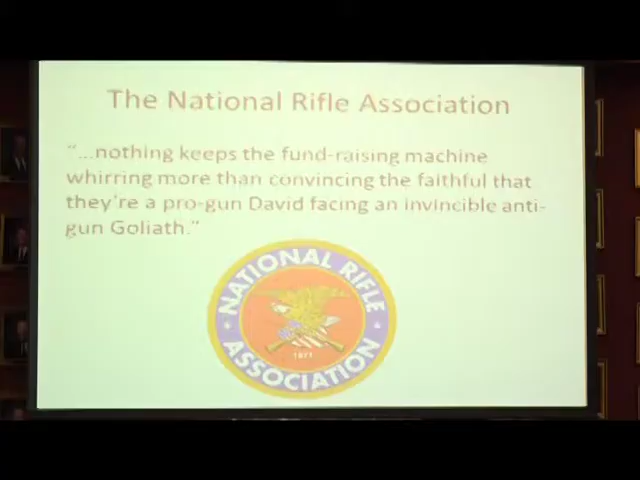 The National Rifle Association
“...nothing keeps the fund-raising machine
whirring more than convincing the faithful that
they're a pro-gun David facing an invincible anti-
gun Goliath.”
NATIONAL RIFLE
1871
ASSOCIATION